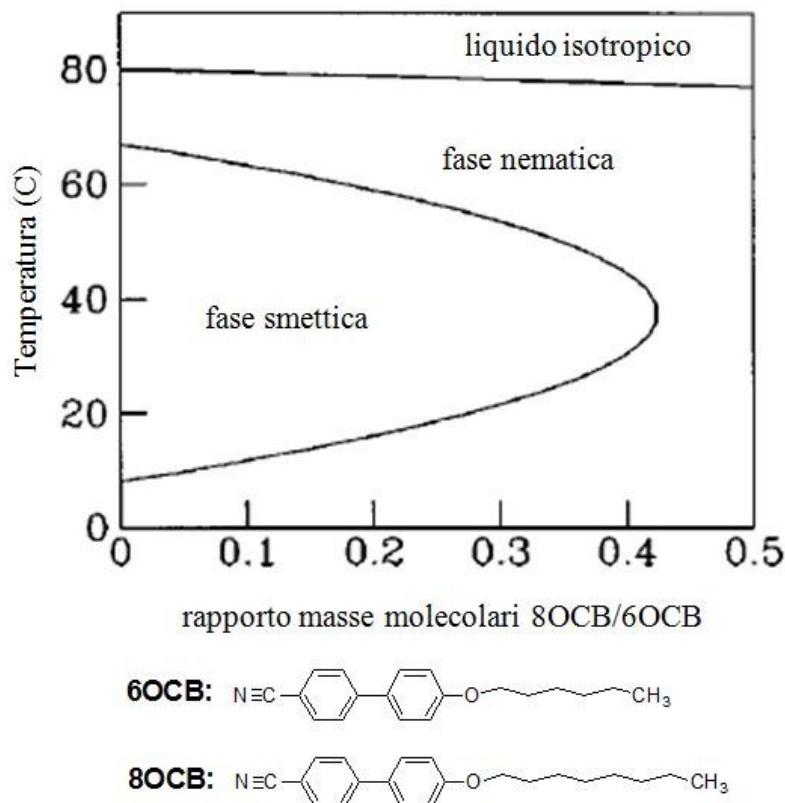 liquido isotropico
80
fase nematica
60
Temperatura (C)
fase smettica
40
20
0
0 0.1 0.2 0.3 0.4 0.5
rapporto masse molecolari 8OCB/6OCB
6OCB: N≡C O CH3
8OCB: N≡C O CH3